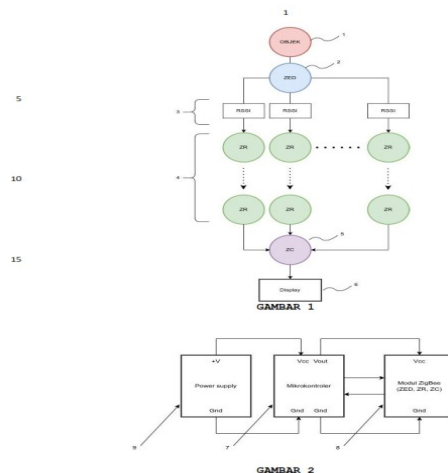 1
OBJEK 1
ZED 2
5
3 RSSI RSSI RSSI
4 ZR ZR ZR
10
ZR ZR ZR
ZC 5
15
Display 6
GAMBAR 1
+V Vcc Vout Vcc
Power supply Mikrokontroler Modul ZigBee
(ZED, ZR, ZC)
Gnd Gnd Gnd Gnd
9 7 8
GAMBAR 2